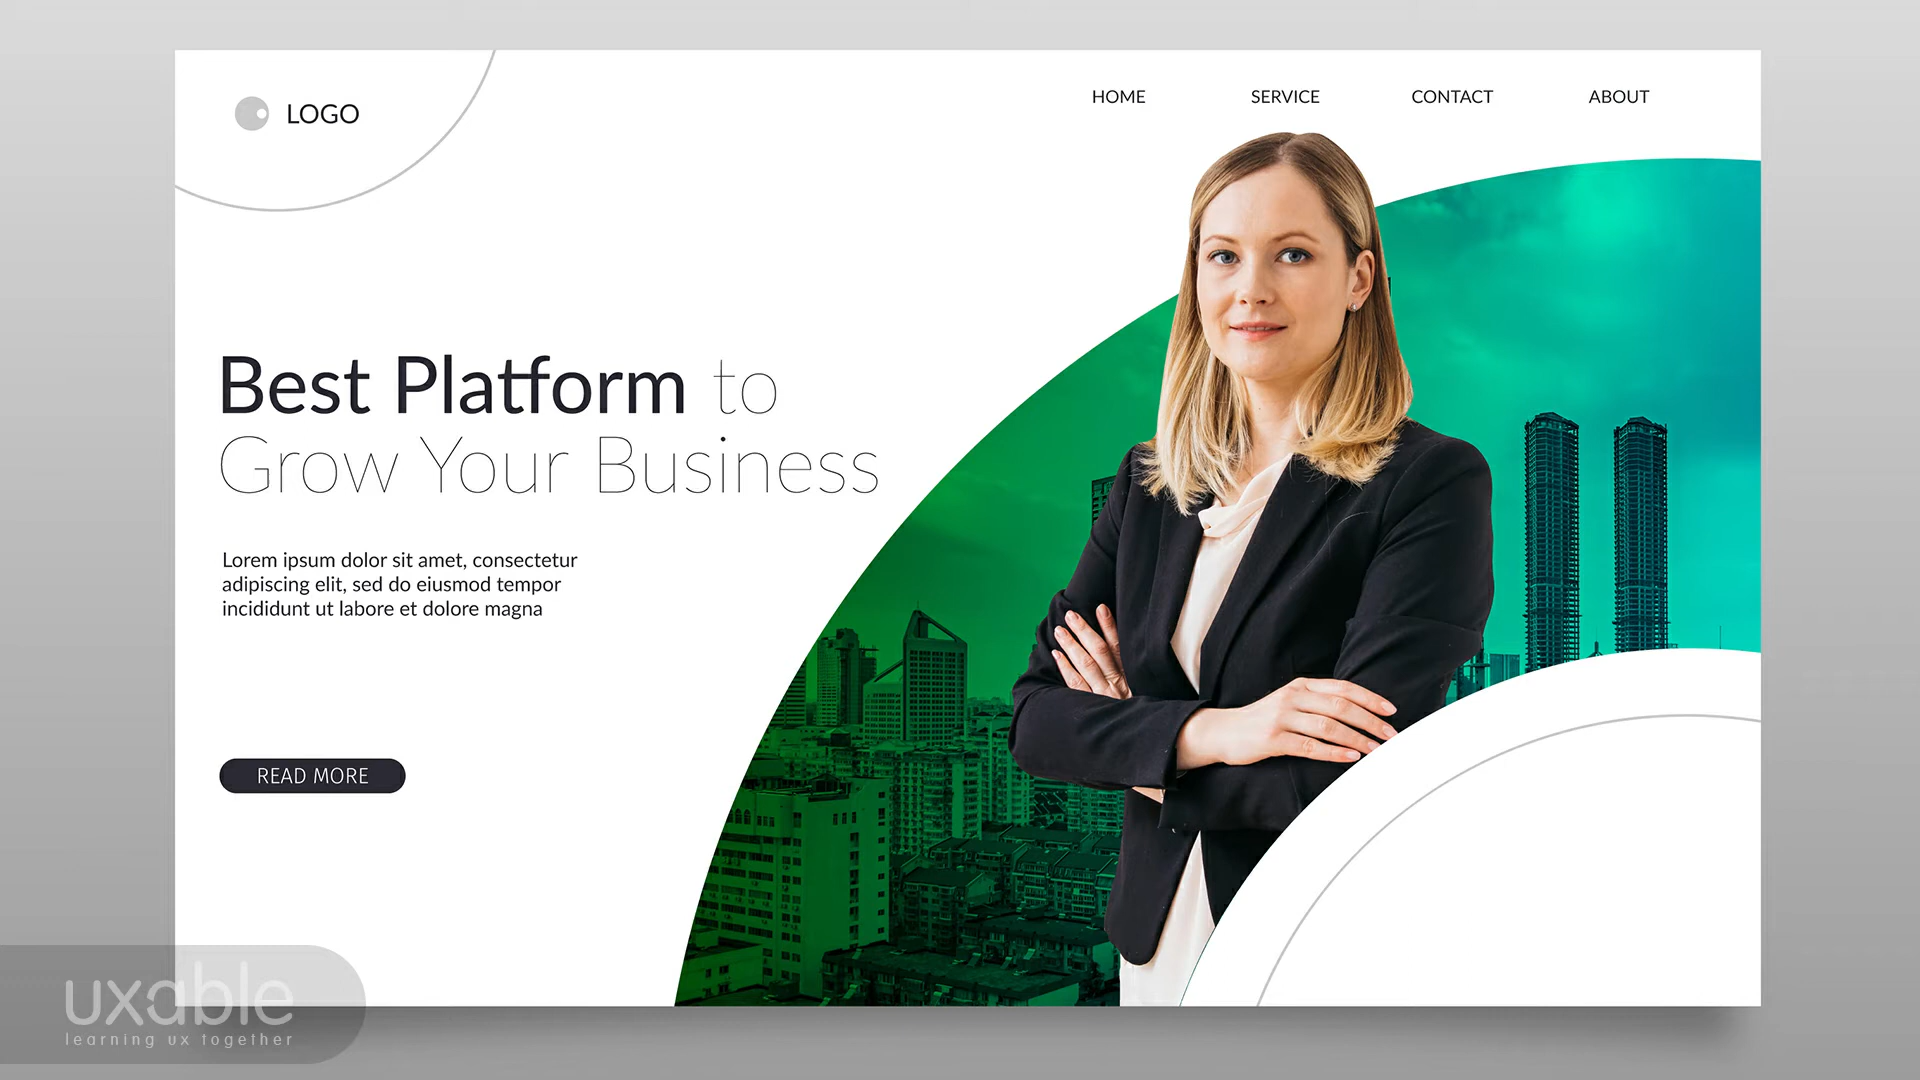 LOGO
HOME SERVICE CONTACT ABOUT
Best Platform to
Grow Your Business
Lorem ipsum dolor sit amet, consectetur
adipiscing elit, sed do eiusmod tempor
incididunt ut labore et dolore magna
READ MORE
uxable
learning ux together